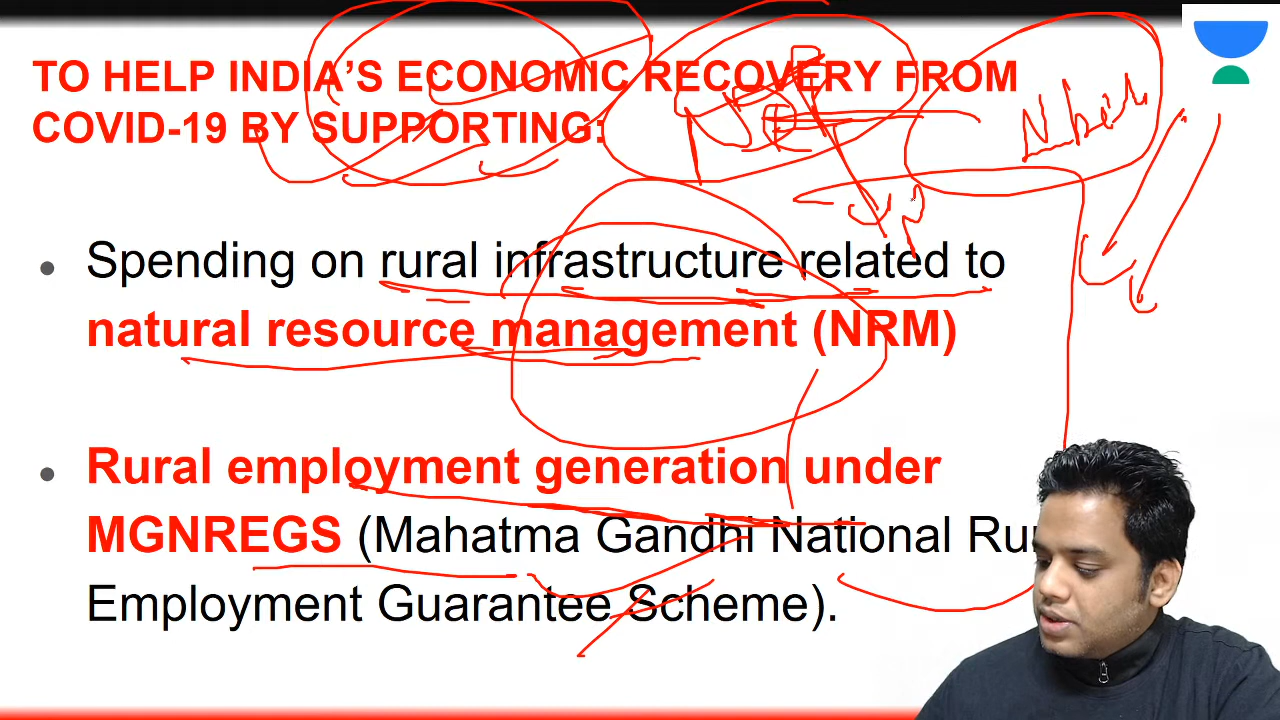 TO HELP INDIA'S ECONOMIC RECOVERY FROM
COVID-19 BY SUPPORTING:
Spending on rural infrastructure related to
natural resource management (NRM)
Rural employment generation under
MGNREGS (Mahatma Gandhi National
Employment Guarantee Scheme).